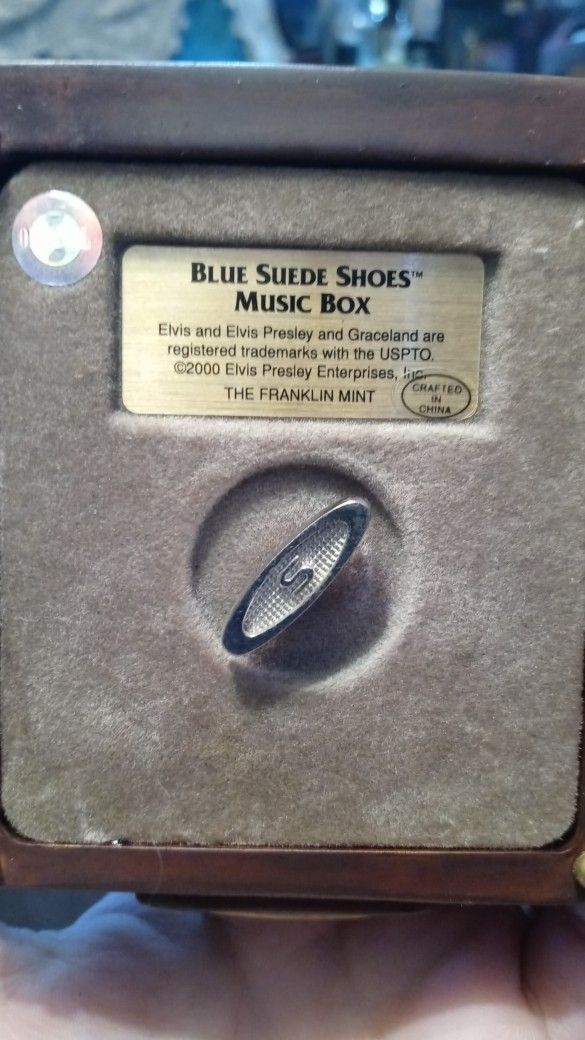 BLUE SUEDE SHOES™
MUSIC BOX
Elvis and Elvis Presley and Graceland are
registered trademarks with the USPTO.
©2000 Elvis Presley Enterprises, Inc.
THE FRANKLIN MINT
CRAFTED
IN
CHINA
S